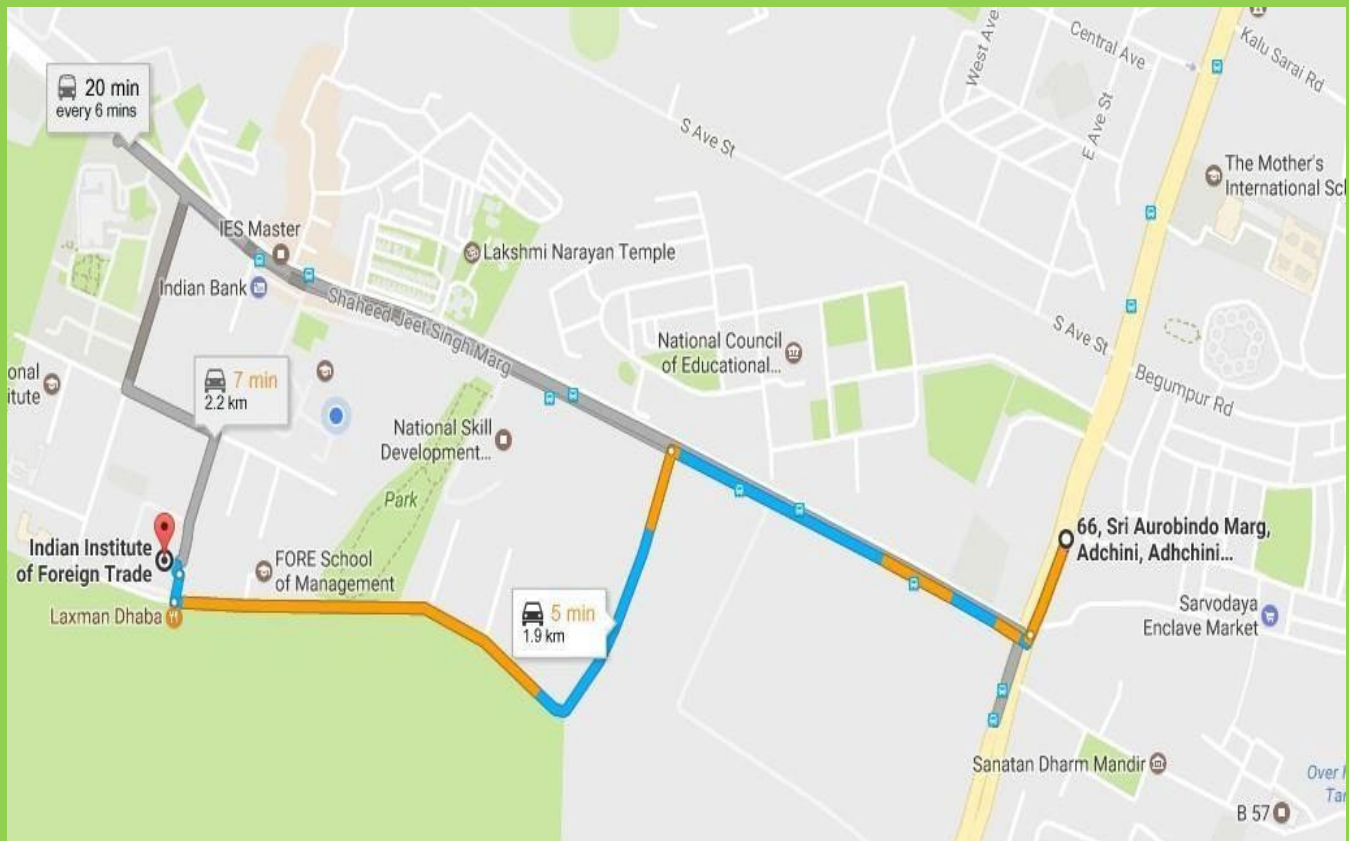 20 min
every 6 mins
West Ave
Central Ave
Kalu Sarai Rd
S Ave St
E Ave St
The Mother's
International Scl
IES Master
Lakshmi Narayan Temple
Indian Bank
Shaheed Jeet Singh Marg
National Council
of Educational...
S Ave St
Begumpur Rd
onal
itute
7 min
2.2 km
National Skill
Development...
Park
Indian Institute
of Foreign Trade
FORE School
of Management
Laxman Dhaba
5 min
1.9 km
66, Sri Aurobindo Marg,
Adchini, Adhchini...
Sarvodaya
Enclave Market
Sanatan Dharm Mandir
Over
Tar
B 57